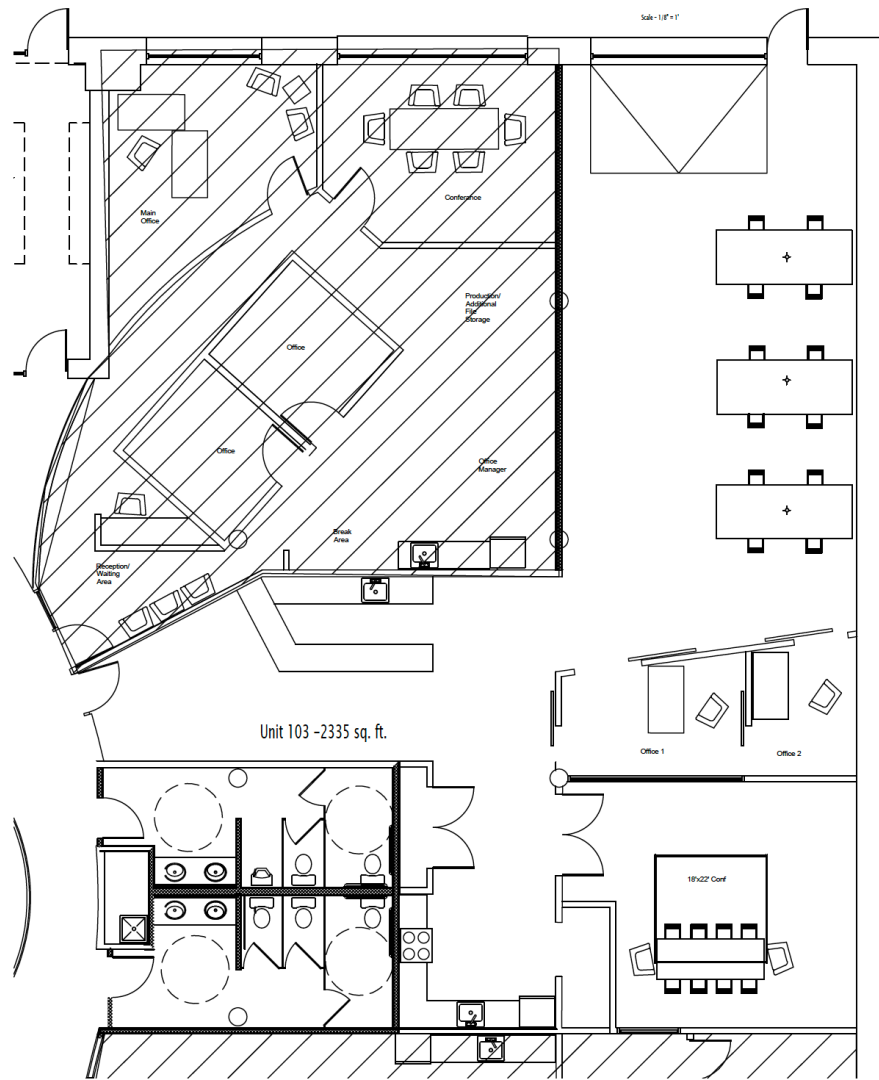 Scale - 1/8" = 1'
Main
Office
Conferance
Production/
Additional
File
Storage
Office
Office
Office
Manager
Break
Area
Reception/
Waiting
Area
Unit 103 -2335 sq. ft.
Office 1
Office 2
18'x22' Conf